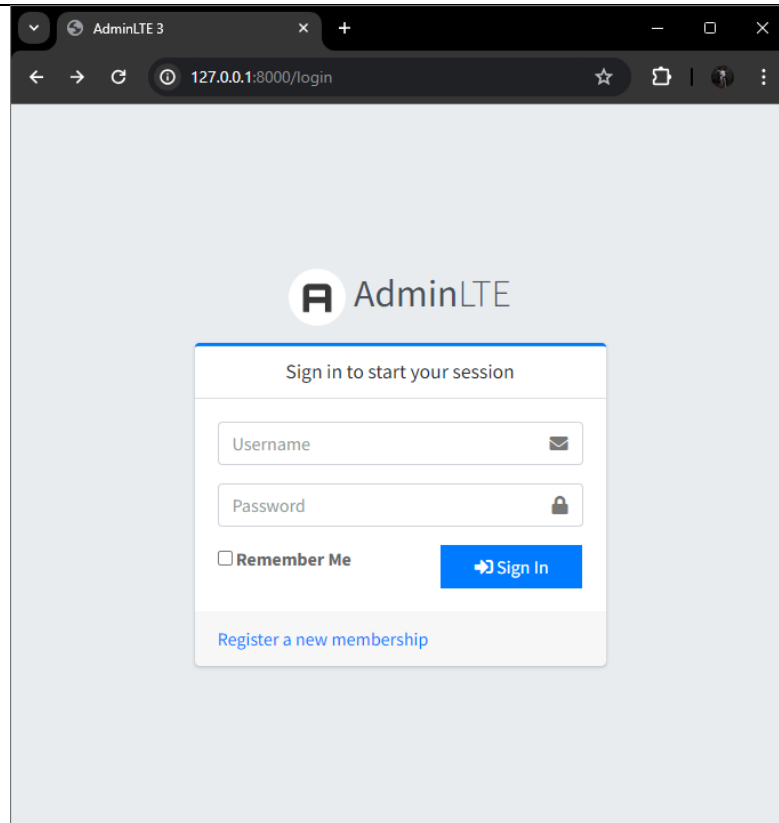 AdminLTE 3
127.0.0.1:8000/login
AdminLTE
Sign in to start your session
Username
Password
Remember Me
Sign In
Register a new membership